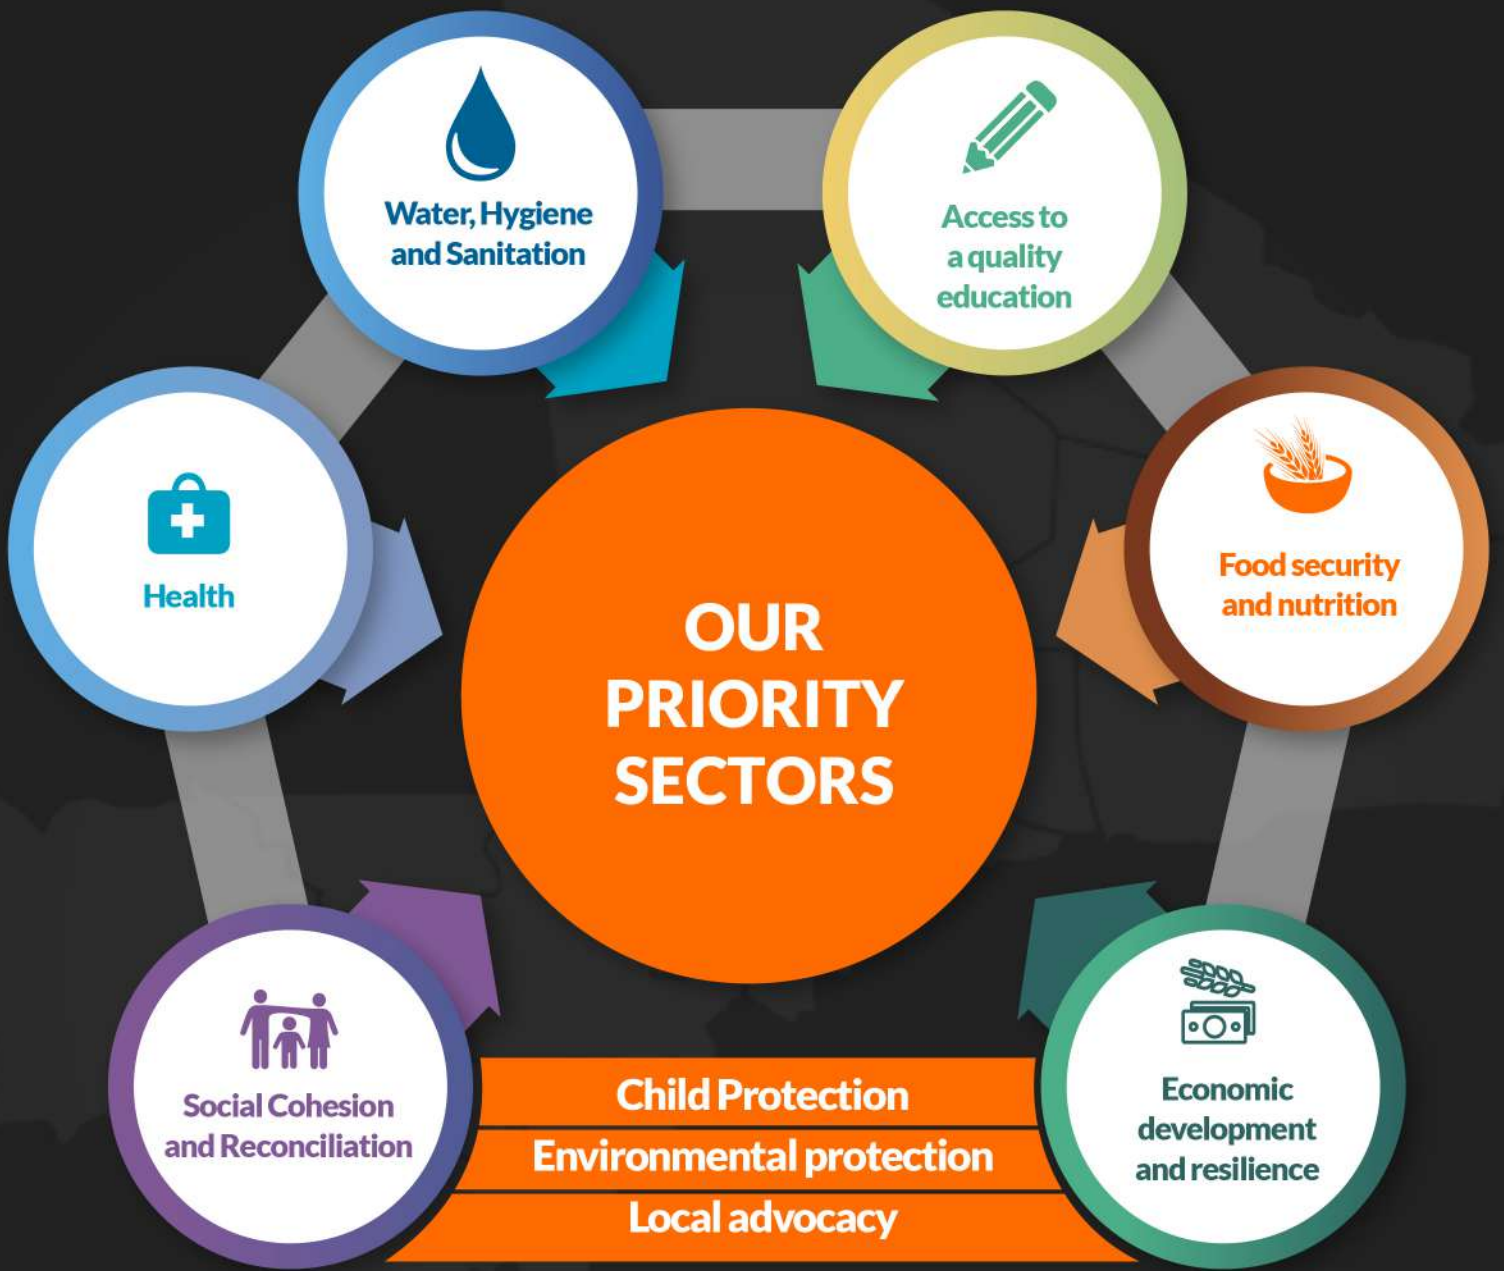 Water, Hygiene
and Sanitation
Access to
a quality
education
Health
Food security
and nutrition
OUR
PRIORITY
SECTORS
Social Cohesion
and Reconciliation
Economic
development
and resilience
Child Protection
Environmental protection
Local advocacy